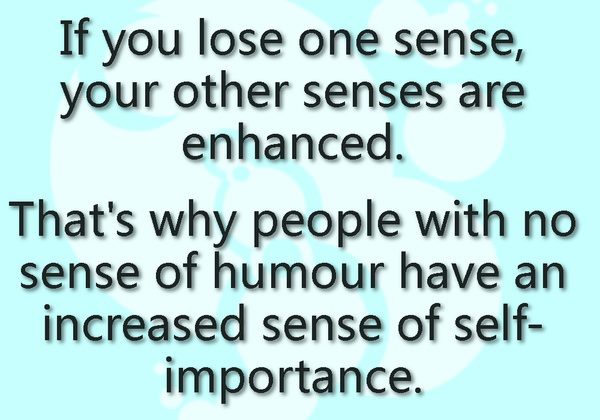 If you lose one sense,
your other senses are
enhanced.
That's why people with no
sense of humour have an
increased sense of self-
importance.